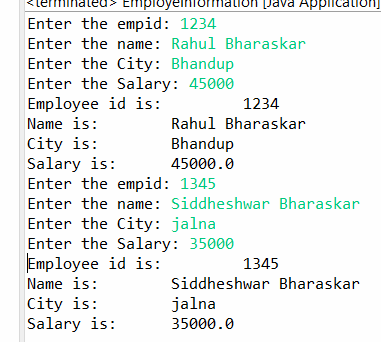 <terminated> EmployeInformation [Java Application]
Enter the empid: 1234
Enter the name: Rahul Bharaskar
Enter the City: Bhandup
Enter the Salary: 45000
Employee id is: 1234
Name is: Rahul Bharaskar
City is: Bhandup
Salary is: 45000.0
Enter the empid: 1345
Enter the name: Siddheshwar Bharaskar
Enter the City: jalna
Enter the Salary: 35000
Employee id is: 1345
Name is: Siddheshwar Bharaskar
City is: jalna
Salary is: 35000.0